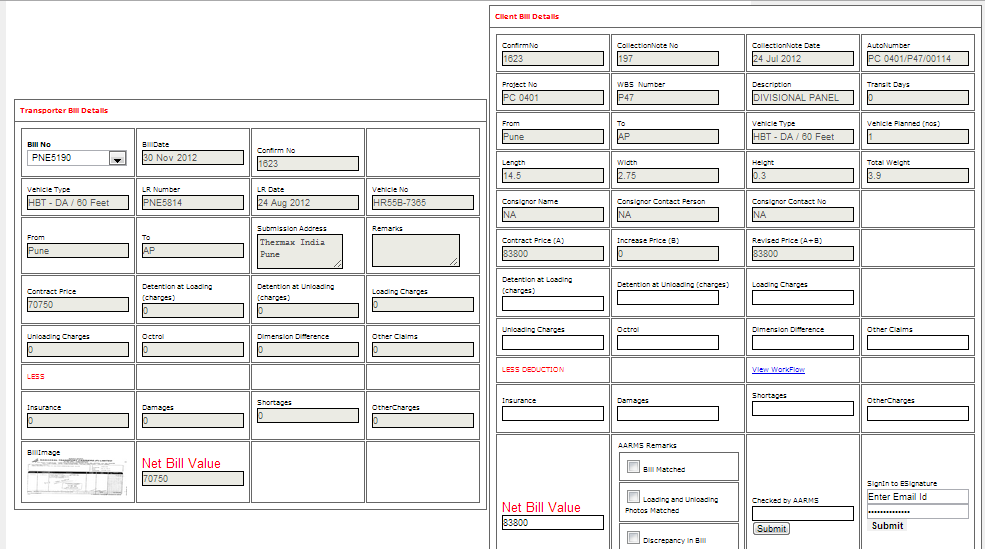 Client Bill Details
ConfirmNo CollectionNote No CollectionNote Date AutoNumber
1623 197 24 Jul 2012 PC 0401/P47/00114
Project No WBS Number Description Transit Days
PC 0401 P47 DIVISIONAL PANEL 0
From To Vehicle Type Vehicle Planned (nos)
Pune AP HBT - DA / 60 Feet 1
Length Width Height Total Weight
14.5 2.75 0.3 3.9
Consignor Name Consignor Contact Person Consignor Contact No
NA NA NA
Contract Price (A) Increase Price (B) Revised Price (A+B)
83800 0 83800
Detention at Loading (charges) Detention at Unloading (charges) Loading Charges
Unloading Charges Octroi Dimension Difference Other Claims
LESS DEDUCTION View WorkFlow
Insurance Damages Shortages OtherCharges
Net Bill Value
83800
AARMS Remarks
Bill Matched
Loading and Unloading
Photos Matched
Discrepancy in Bill
Checked by AARMS
Submit
SignIn to ESignature
Enter Email Id
••••••••••••••
Submit
Transporter Bill Details
Bill No BillDate Confirm No
PNE5190 30 Nov 2012 1623
Vehicle Type LR Number LR Date Vehicle No
HBT - DA / 60 Feet PNE5814 24 Aug 2012 HR55B-7365
From To Submission Address Remarks
Pune AP Thermax India
Pune
Contract Price Detention at Loading (charges) Detention at Unloading (charges) Loading Charges
70750 0 0 0
Unloading Charges Octroi Dimension Difference Other Claims
0 0 0 0
LESS
Insurance Damages Shortages OtherCharges
0 0 0 0
BillImage Net Bill Value
70750